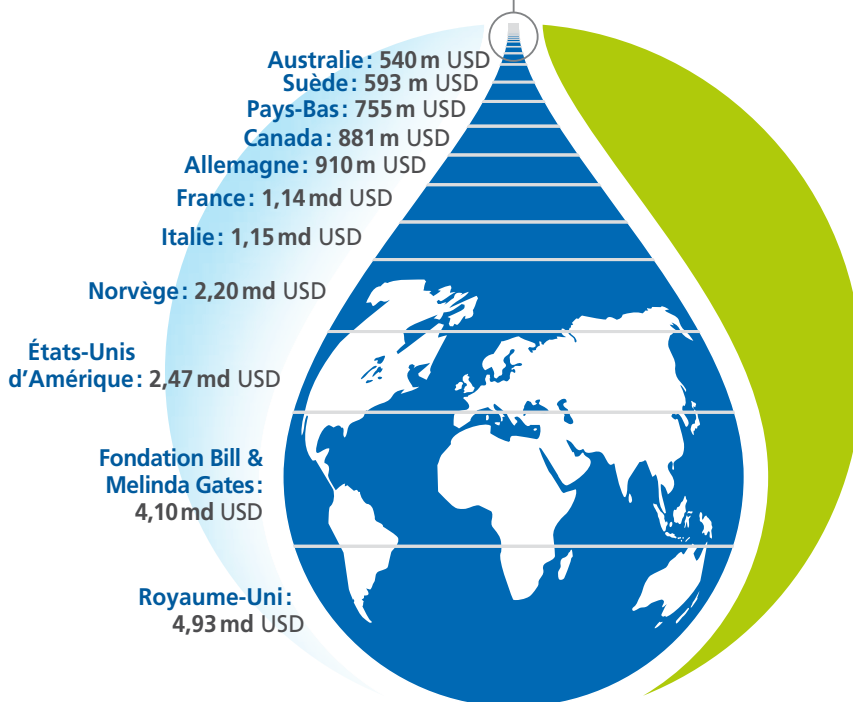 Australie: 540 m USD
Suède: 593 m USD
Pays-Bas: 755 m USD
Canada: 881 m USD
Allemagne: 910 m USD
France: 1,14 md USD
Italie: 1,15 md USD
Norvège: 2,20 md USD
États-Unis
d’Amérique: 2,47 md USD
Fondation Bill &
Melinda Gates:
4,10 md USD
Royaume-Uni:
4,93 md USD